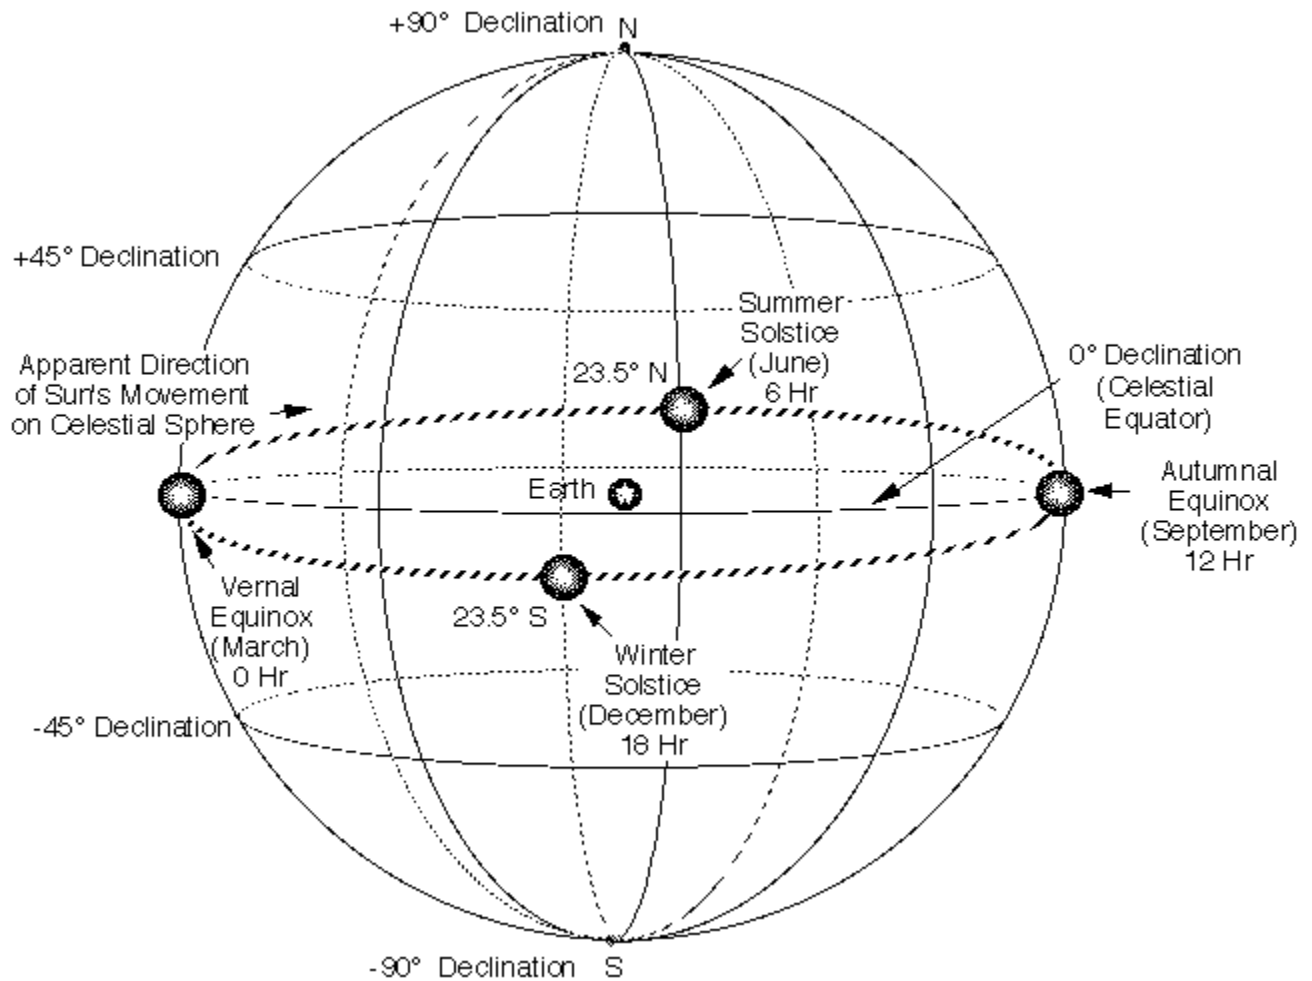 +90° Declination
N
+45° Declination
Summer
Solstice
(June)
6 Hr
23.5° N
Apparent Direction
of Sun's Movement
on Celestial Sphere
0° Declination
(Celestial
Equator)
Earth
Autumnal
Equinox
(September)
12 Hr
Vernal
Equinox
(March)
0 Hr
23.5° S
Winter
Solstice
(December)
18 Hr
-45° Declination
-90° Declination
S